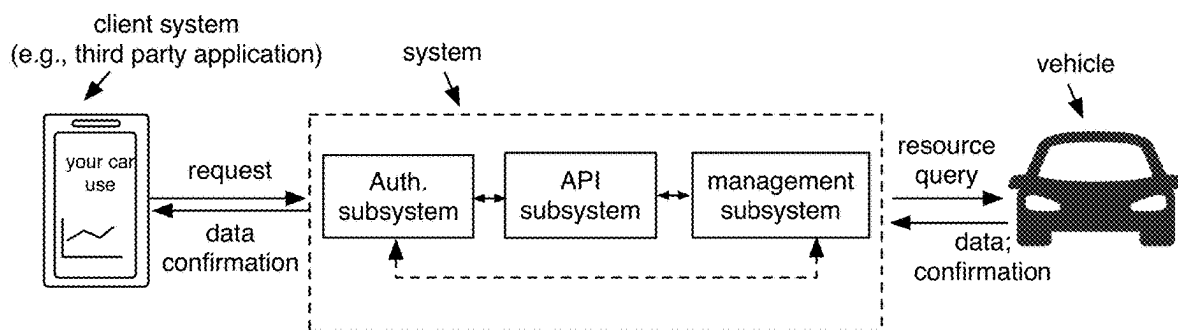 client system
(e.g., third party application)
system
vehicle
your car
use
request
data
confirmation
Auth.
subsystem
API
subsystem
management
subsystem
resource
query
data;
confirmation